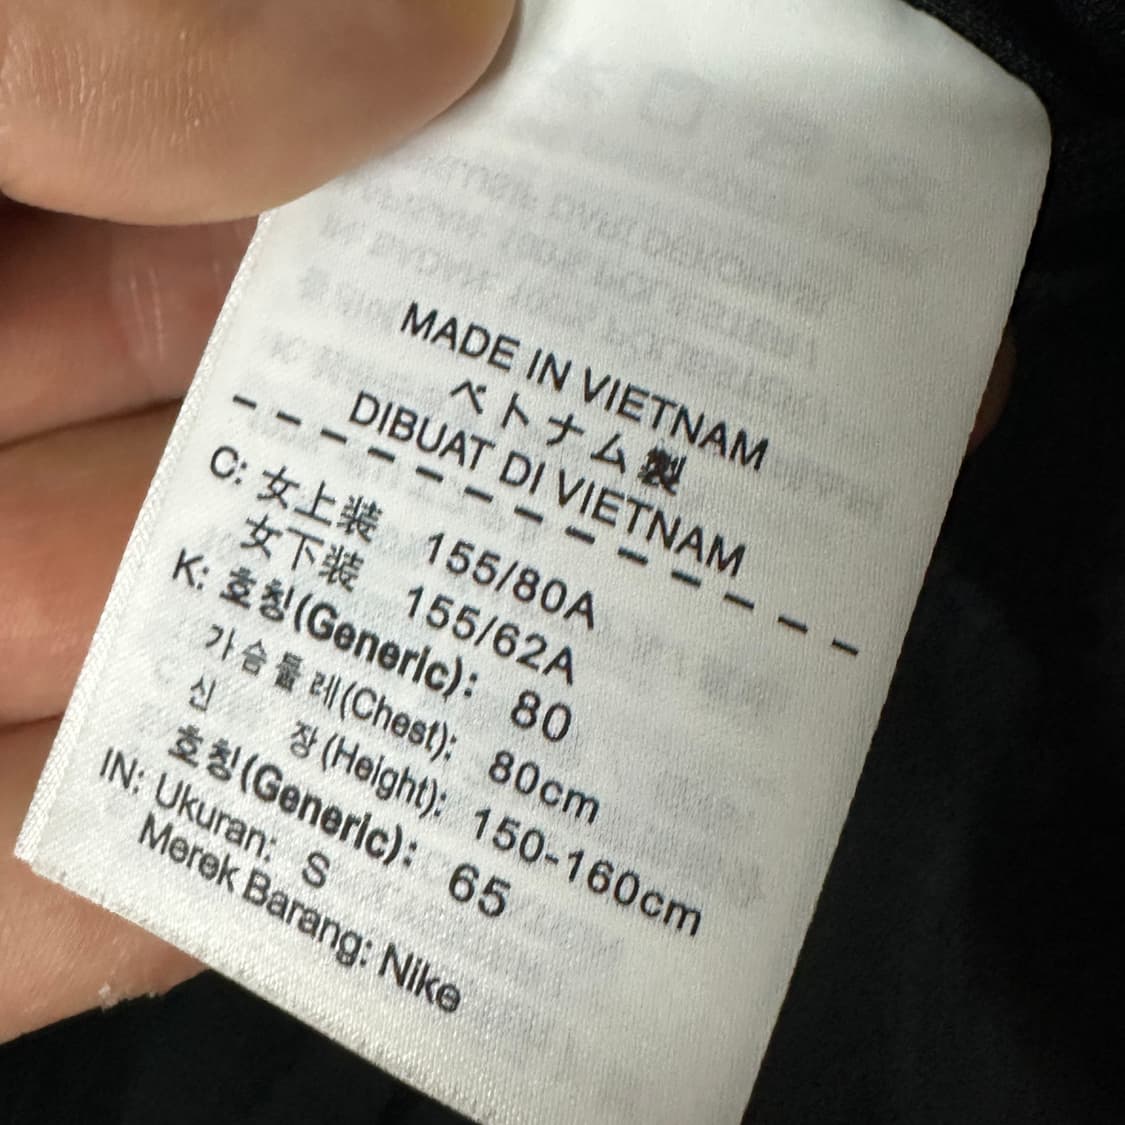 MADE IN VIETNAM
ベトナム製
DIBUAT DI VIETNAM
C: 女上装 155/80A
女下装 155/62A
K: 호칭(Generic): 80
가슴둘레(Chest): 80cm
신 장(Height): 150-160cm
호칭(Generic): 65
IN: Ukuran: S
Merek Barang: Nike